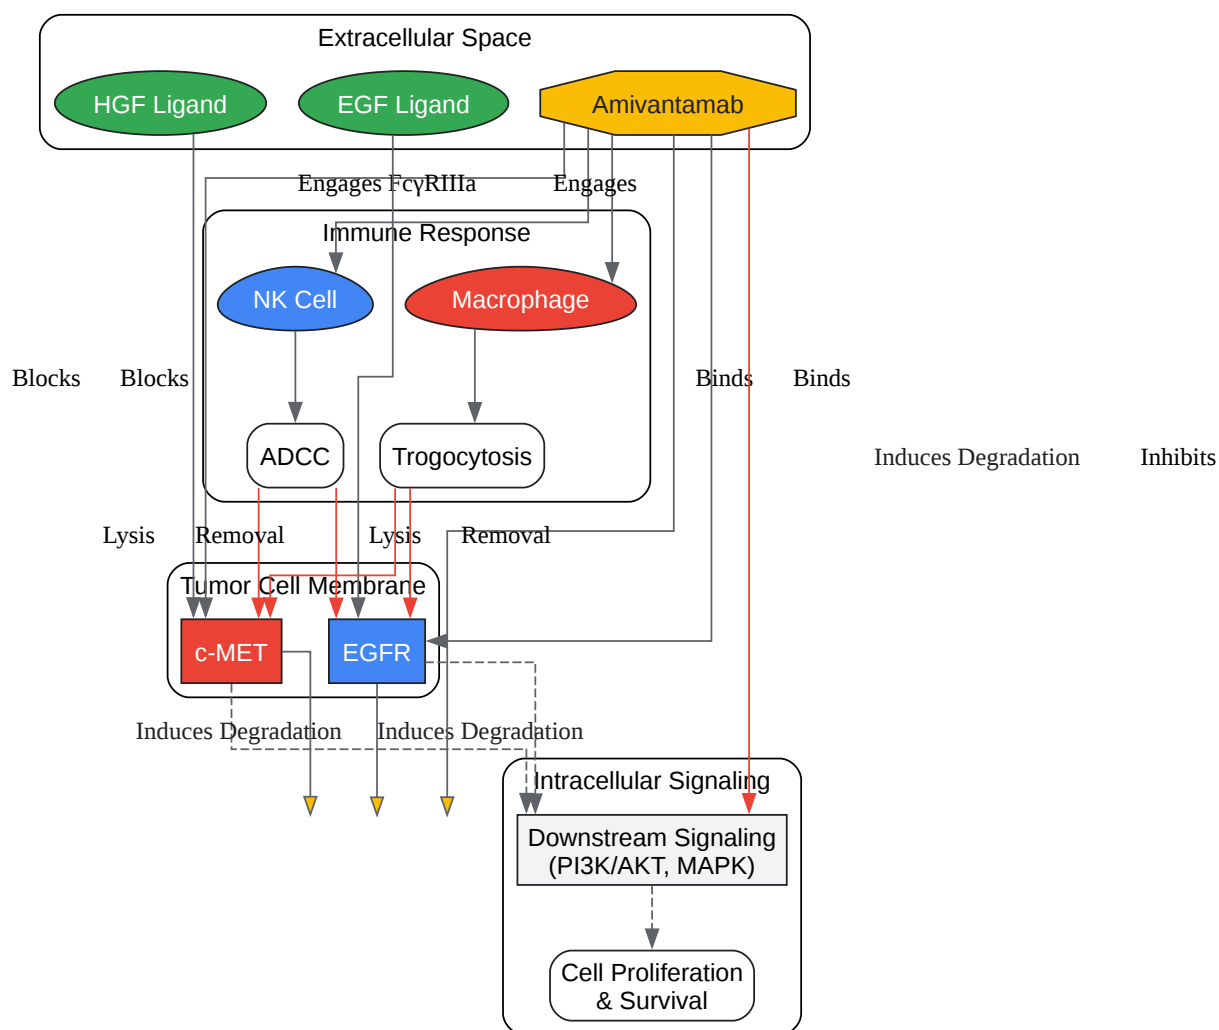 Extracellular Space
HGF Ligand
EGF Ligand
Amivantamab
Engages FcγRIIIa
Engages
Immune Response
NK Cell
Macrophage
Blocks
Blocks
Binds
Binds
ADCC
Trogocytosis
Induces Degradation
Inhibits
Lysis
Removal
Lysis
Removal
Tumor Cell Membrane
c-MET
EGFR
Induces Degradation
Induces Degradation
Intracellular Signaling
Downstream Signaling
(PI3K/AKT, MAPK)
Cell Proliferation
& Survival